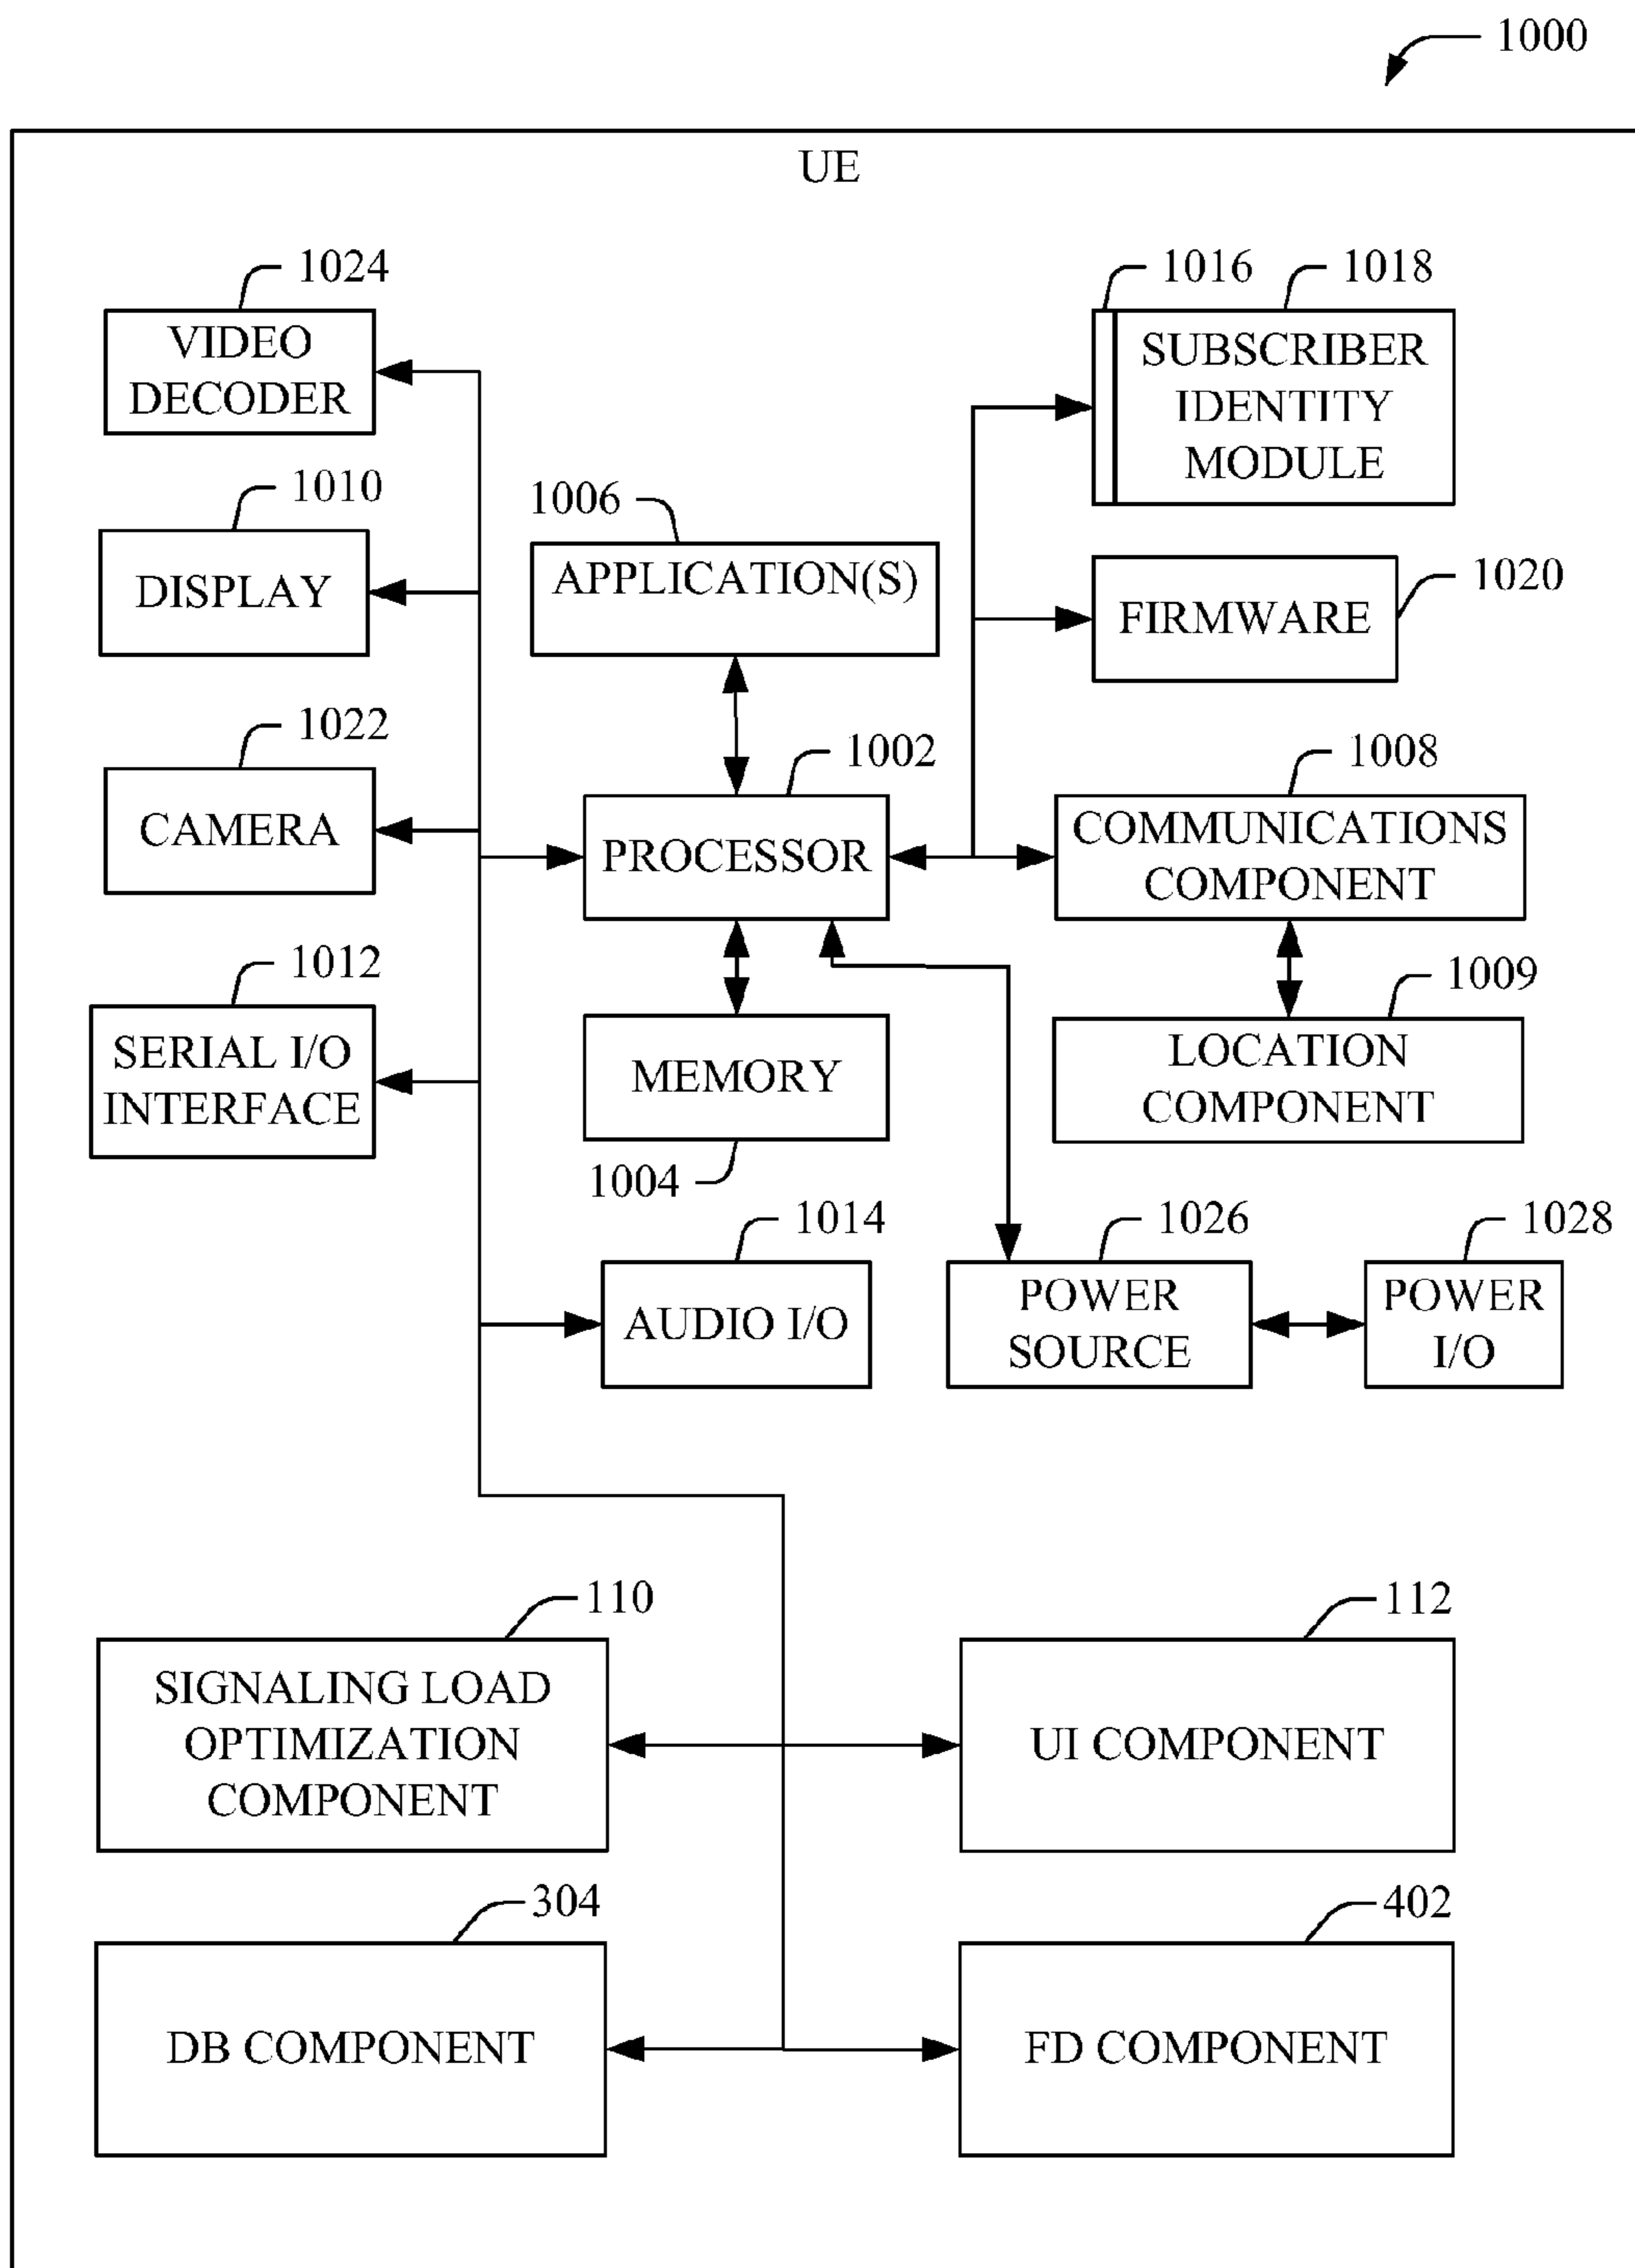 1000
UE
1024
VIDEO
DECODER
1016
1018
SUBSCRIBER
IDENTITY
MODULE
1010
DISPLAY
1006
APPLICATION(S)
1020
FIRMWARE
1022
CAMERA
1002
PROCESSOR
1008
COMMUNICATIONS
COMPONENT
1012
SERIAL I/O
INTERFACE
MEMORY
1004
1009
LOCATION
COMPONENT
1014
AUDIO I/O
1026
POWER
SOURCE
1028
POWER
I/O
110
SIGNALING LOAD
OPTIMIZATION
COMPONENT
112
UI COMPONENT
304
DB COMPONENT
402
FD COMPONENT